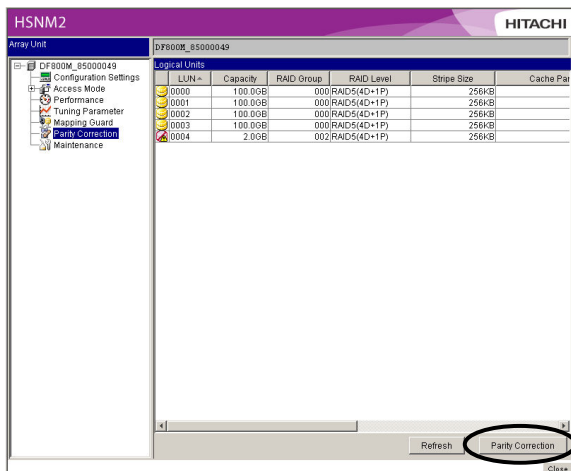 HSNM2
HITACHI
Array Unit
DF800M_85000049
Configuration Settings
Access Mode
Performance
Tuning Parameter
Mapping Guard
Parity Correction
Maintenance
DF800M_85000049
Logical Units
LUN Capacity RAID Group RAID Level Stripe Size Cache Par
0000 100.0GB 000 RAID5(4D+1P) 256KB
0001 100.0GB 000 RAID5(4D+1P) 256KB
0002 100.0GB 000 RAID5(4D+1P) 256KB
0003 100.0GB 000 RAID5(4D+1P) 256KB
0004 2.0GB 002 RAID5(4D+1P) 256KB
Refresh Parity Correction
Close